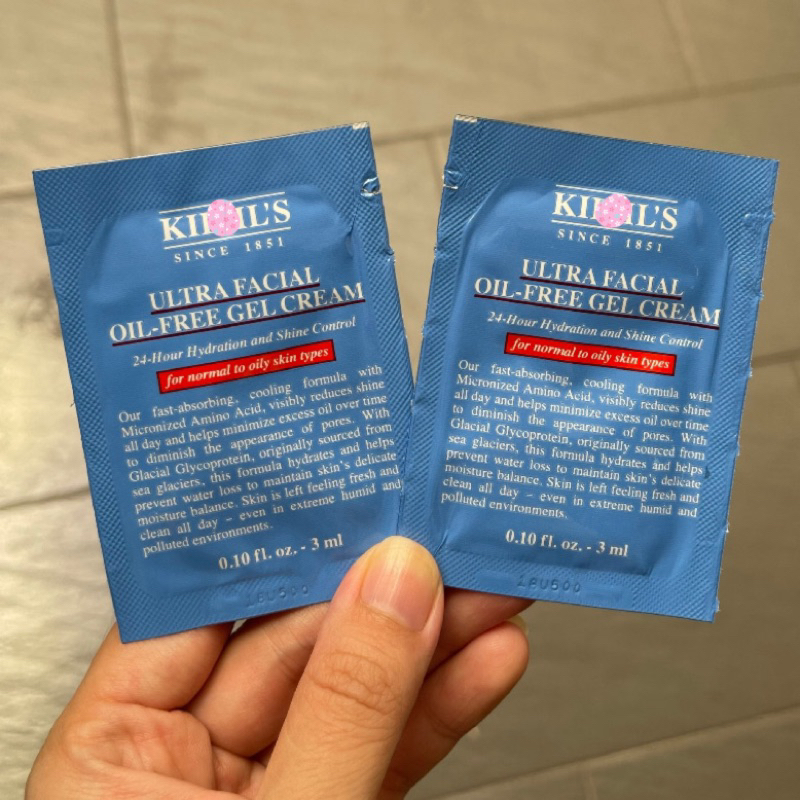 SINCE 1851
ULTRA FACIAL
OIL-FREE GEL CREAM
24-Hour Hydration and Shine Control
for normal to oily skin types
Our fast-absorbing, cooling formula with
Micronized Amino Acid, visibly reduces shine
all day and helps minimize excess oil over time
to diminish the appearance of pores. With
Glacial Glycoprotein, originally sourced from
sea glaciers, this formula hydrates and helps
prevent water loss to maintain skin's delicate
moisture balance. Skin is left feeling fresh and
clean all day – even in extreme humid and
polluted environments.
0.10 fl. oz. - 3 ml
18U500
SINCE 1851
ULTRA FACIAL
OIL-FREE GEL CREAM
24-Hour Hydration and Shine Control
for normal to oily skin types
Our fast-absorbing, cooling formula with
Micronized Amino Acid, visibly reduces shine
all day and helps minimize excess oil over time
to diminish the appearance of pores. With
Glacial Glycoprotein, originally sourced from
sea glaciers, this formula hydrates and helps
prevent water loss to maintain skin's delicate
moisture balance. Skin is left feeling fresh and
clean all day – even in extreme humid and
polluted environments.
0.10 fl. oz. - 3 ml
18U500